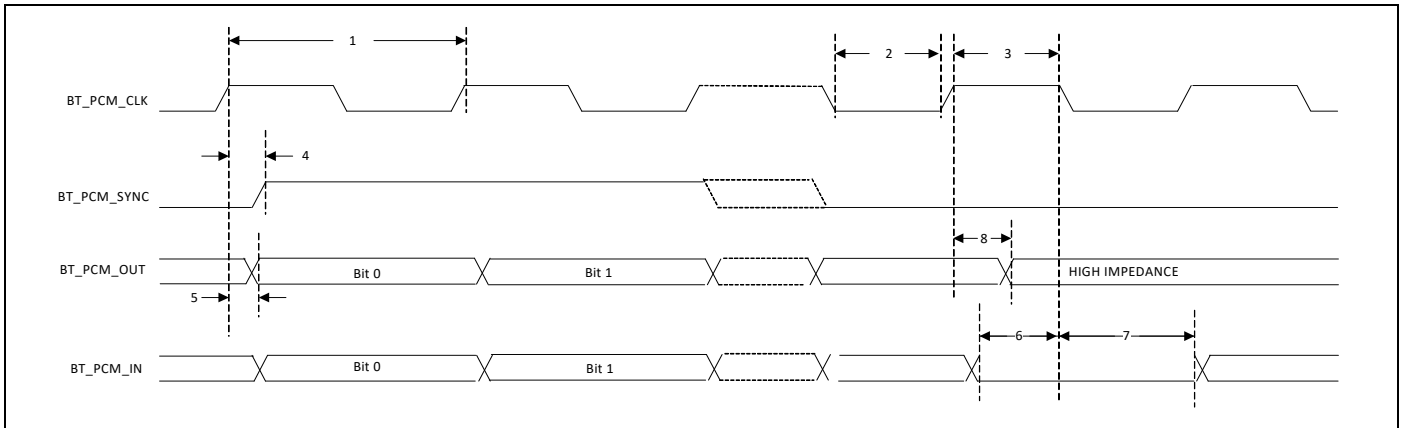 1
2
3
BT_PCM_CLK
4
BT_PCM_SYNC
8
BT_PCM_OUT
Bit 0
Bit 1
HIGH IMPEDANCE
5
6
7
BT_PCM_IN
Bit 0
Bit 1